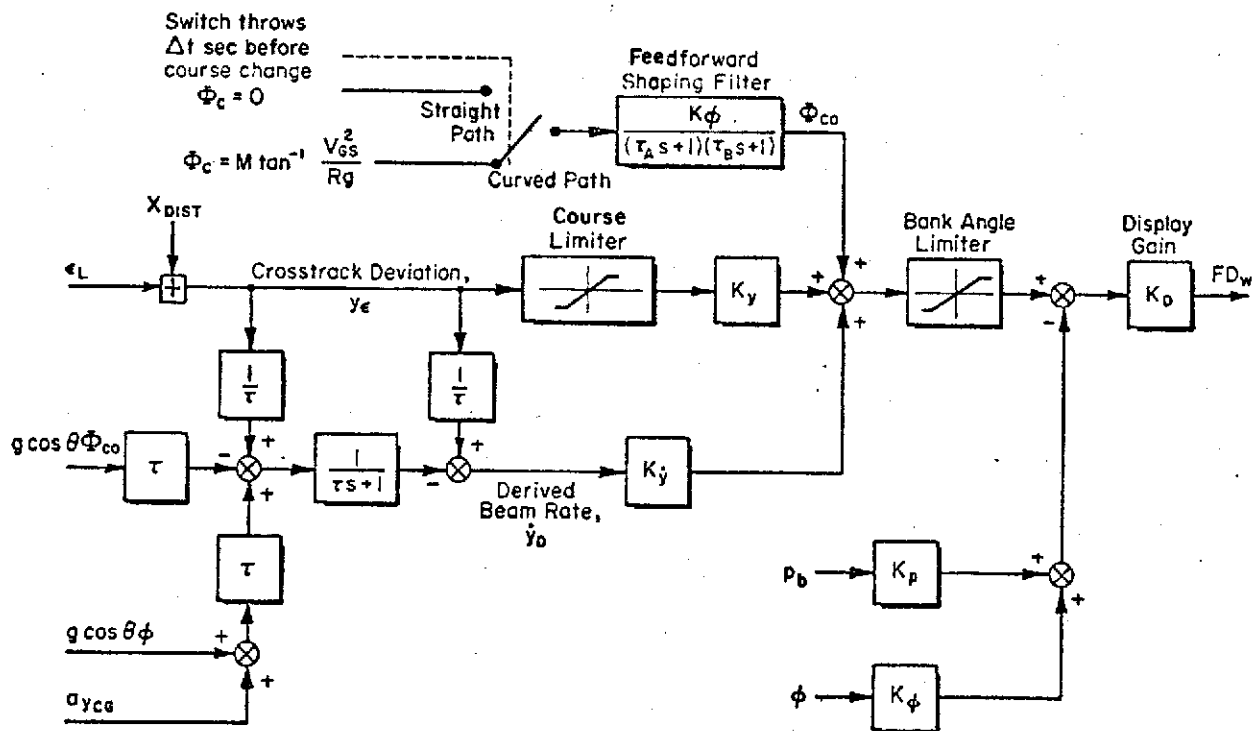 Switch throws
Δt sec before
course change
Φc = 0
Straight
Path
Feedforward
Shaping Filter
Kϕ
(τA s+1)(τB s+1)
Φco
Φc = M tan⁻¹ VGS² / Rg
Curved Path
XDIST
Course
Limiter
Bank Angle
Limiter
Display
Gain
ϵL
+
Crosstrack Deviation,
yϵ
Ky
+
+
+
+
-
KD
FDw
1/τ
1/τ
g cos θ Φco
τ
-
+
+
1
τs+1
+
-
Derived
Beam Rate,
ẏD
Kẏ
τ
pb
Kp
+
+
g cos θ ϕ
+
+
ayCG
ϕ
Kϕ